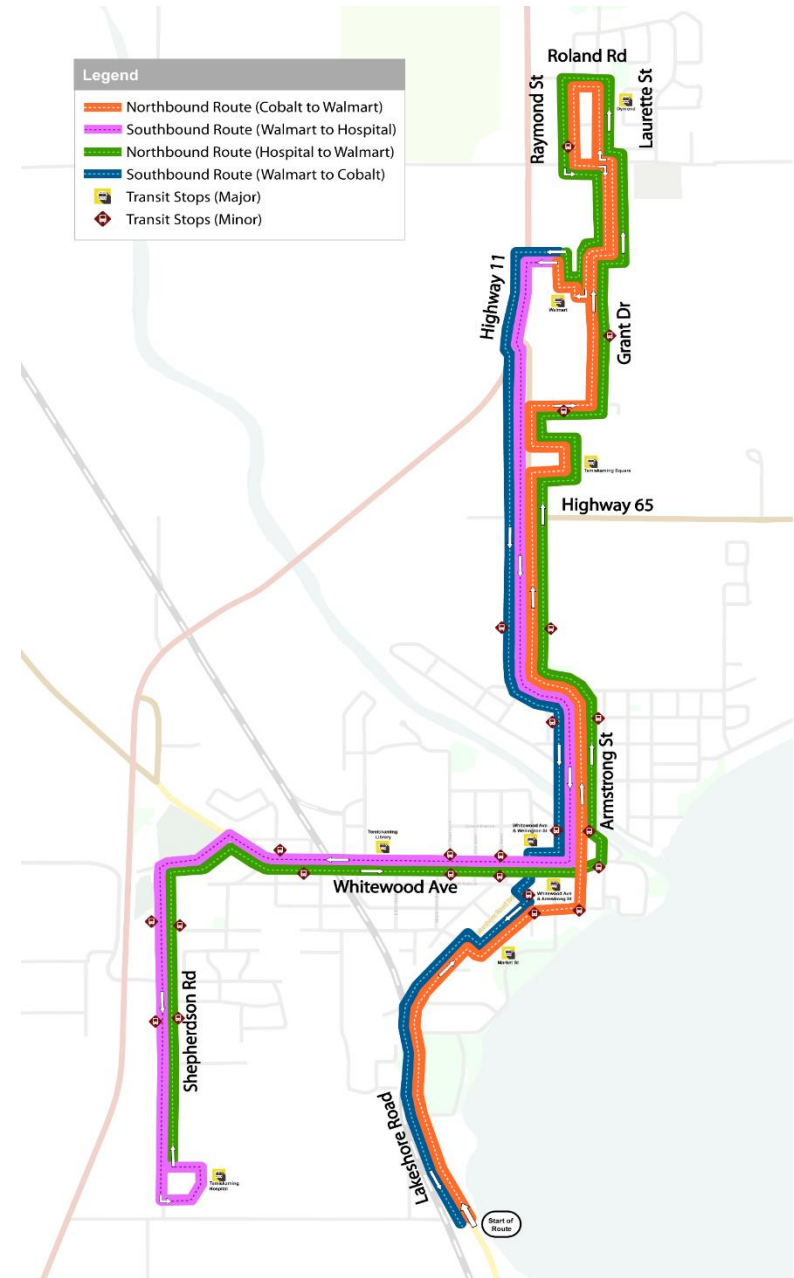 Legend
Northbound Route (Cobalt to Walmart)
Southbound Route (Walmart to Hospital)
Northbound Route (Hospital to Walmart)
Southbound Route (Walmart to Cobalt)
Transit Stops (Major)
Transit Stops (Minor)
Roland Rd
Raymond St
Laurette St
Dymond
Highway 11
Walmart
Grant Dr
Temiskaming Square
Highway 65
Armstrong St
Whitewood Ave
& Wellington St
Temiskaming
Library
Whitewood Ave
Whitewood Ave
& Armstrong St
Market St
Shepherdson Rd
Lakeshore Road
Temiskaming
Hospital
Start of
Route